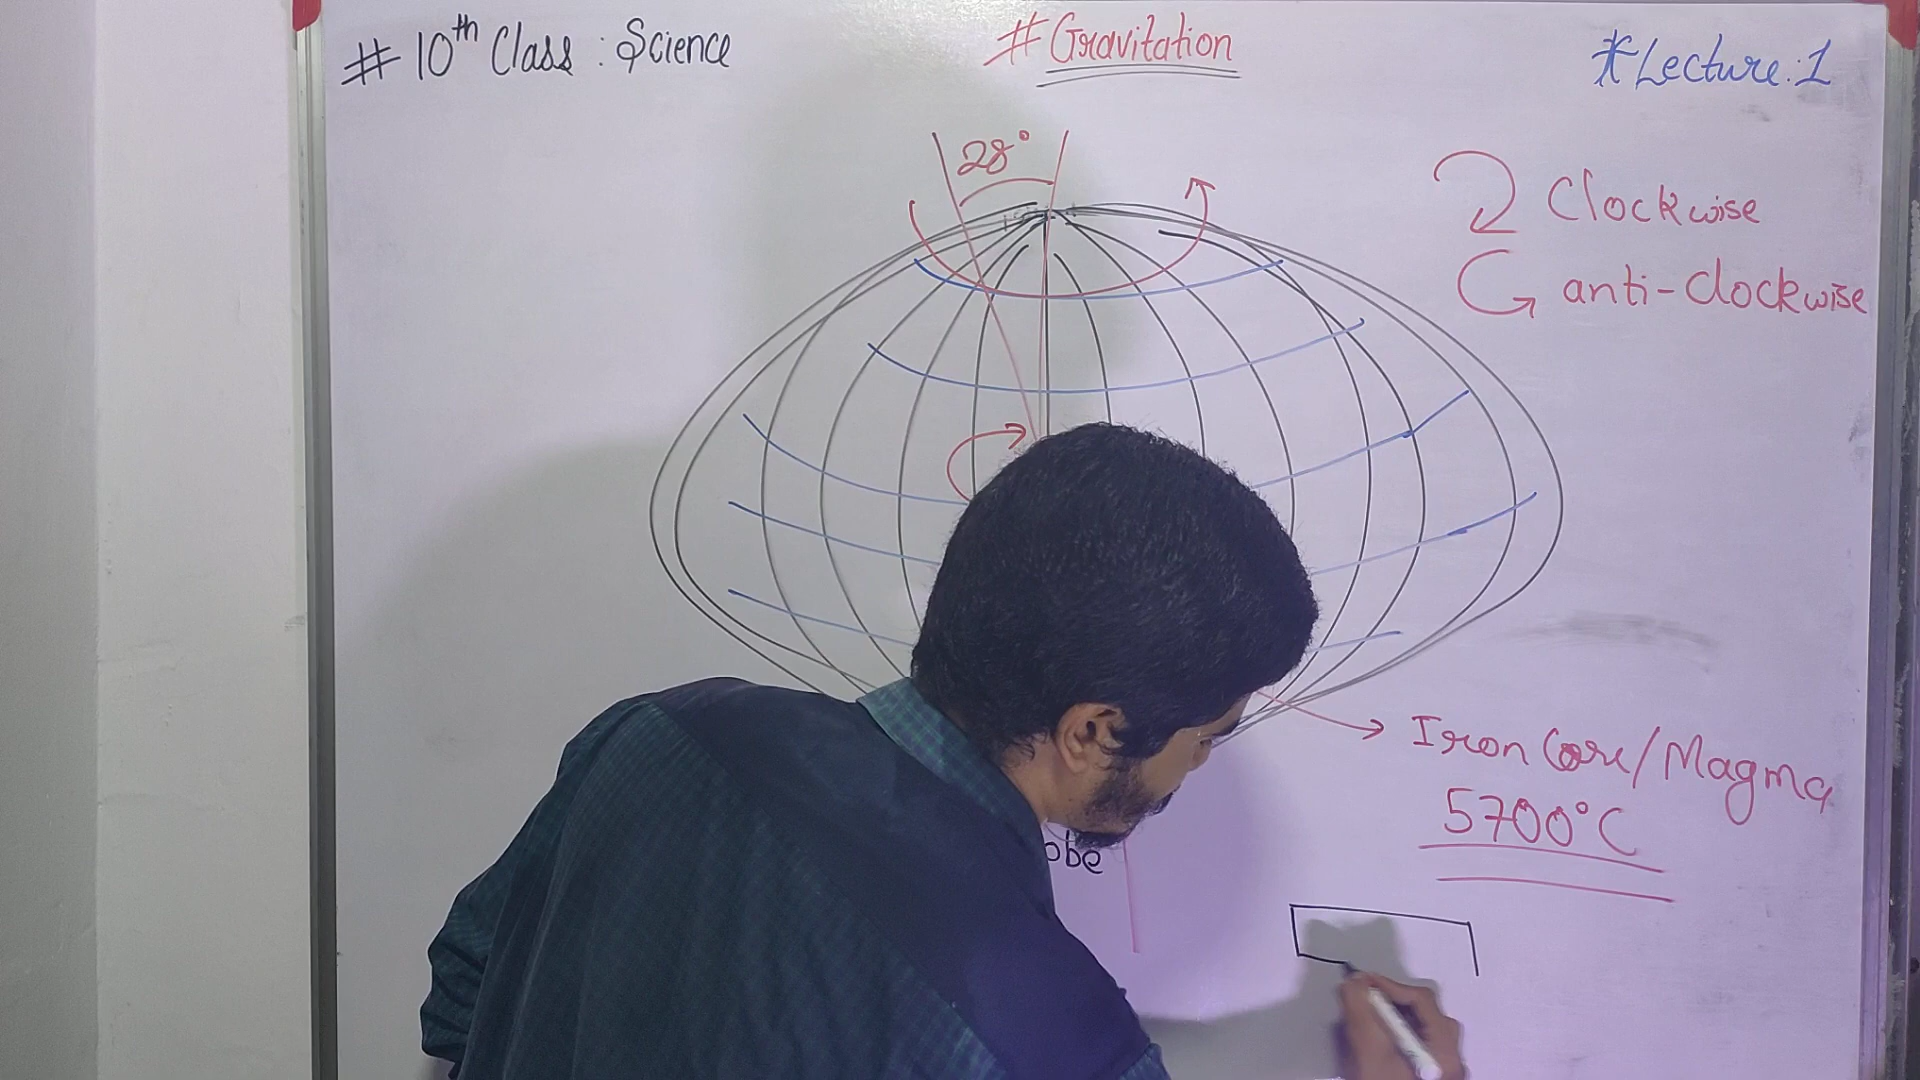 # 10th Class : Science
# Gravitation
* Lecture : 1
28°
Clockwise
anti-clockwise
Iron Core/Magma
5700°C
obe